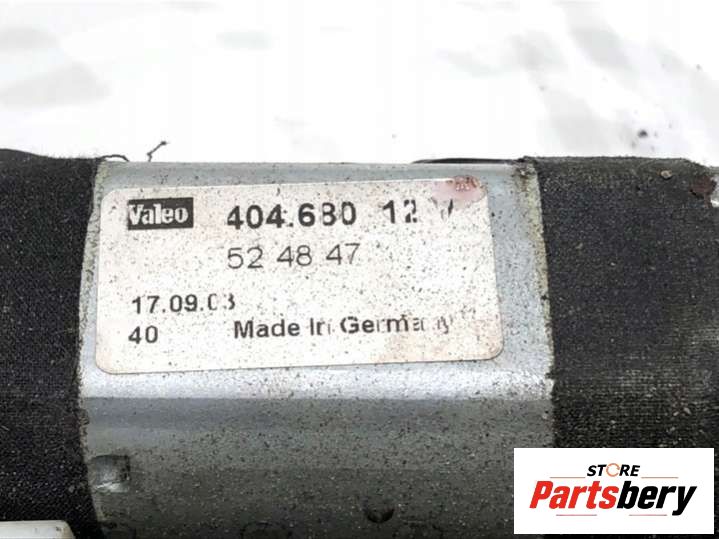 Valeo 404.680 12 V
52 48 47
17.09.03
40 Made In Germany
STORE
Partsbery